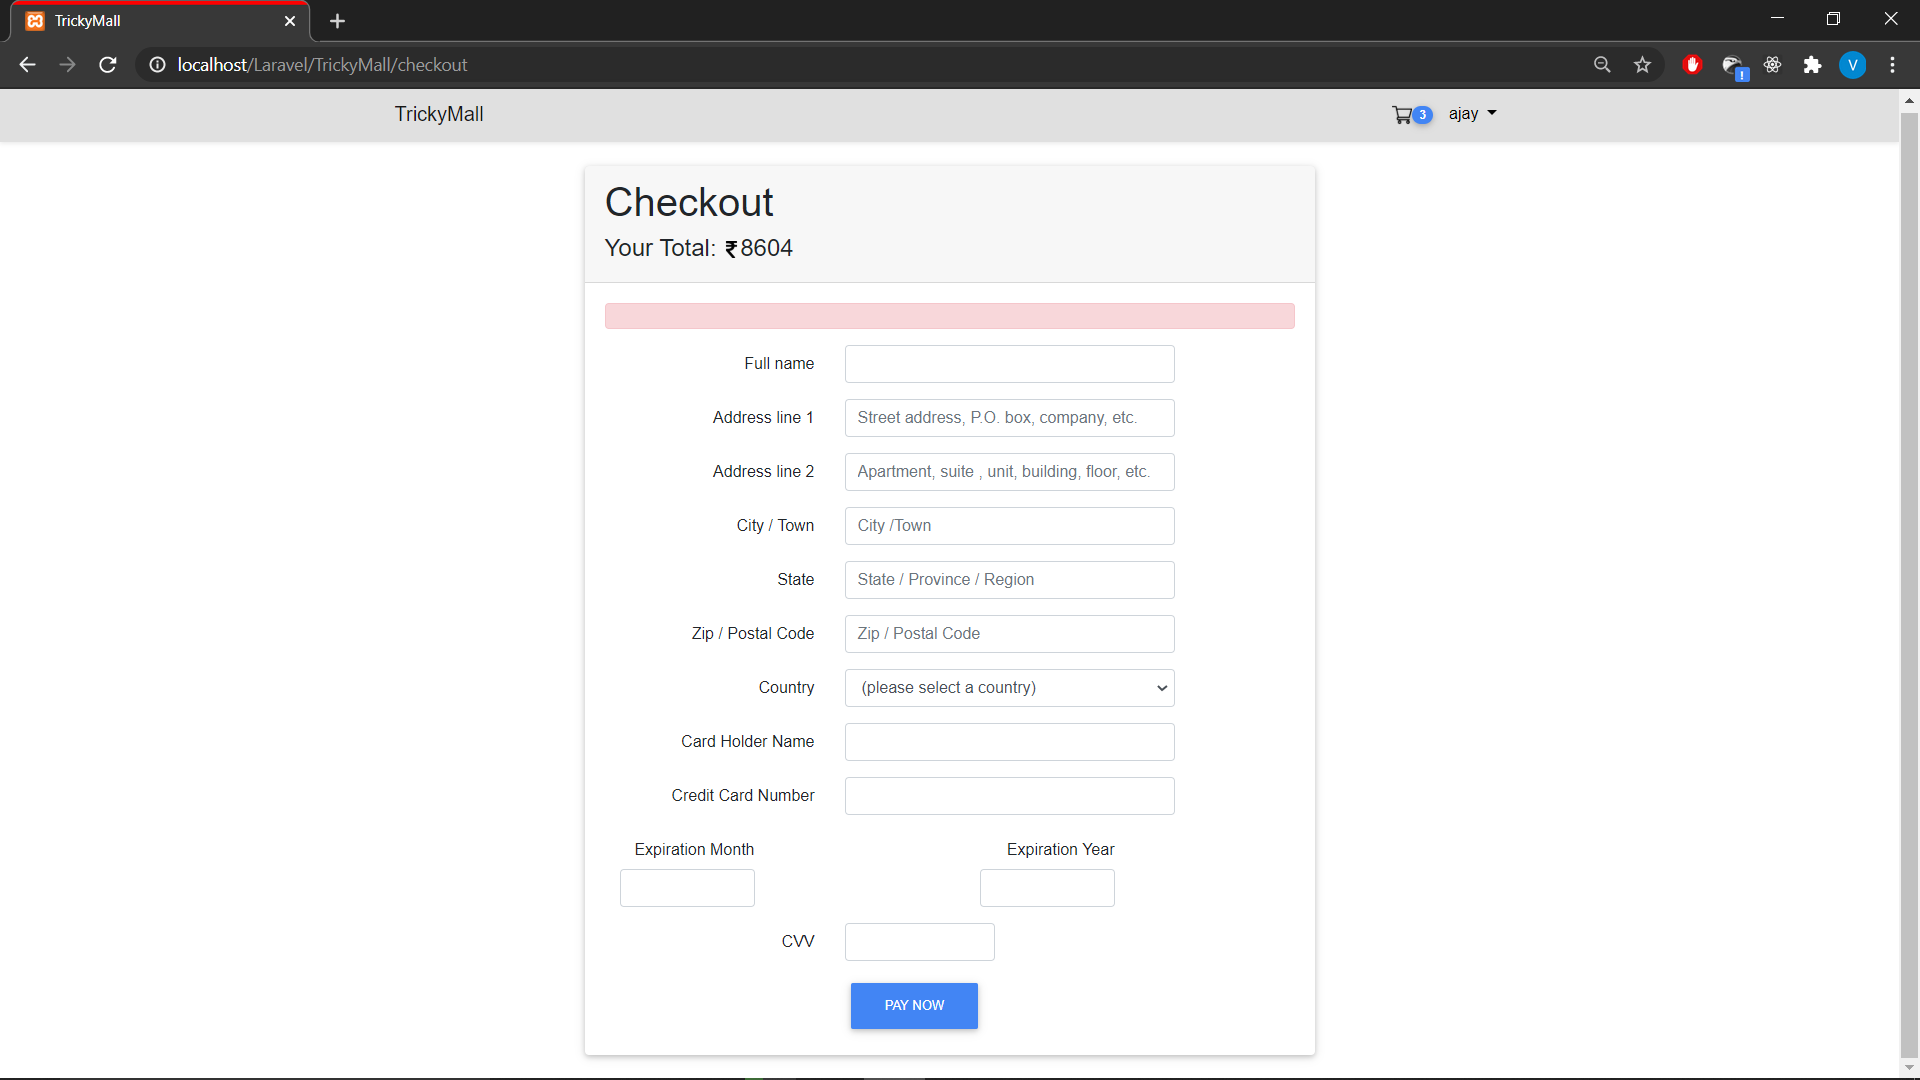 TrickyMall
localhost/Laravel/TrickyMall/checkout
V
TrickyMall
3
ajay
Checkout
Your Total: ₹8604
Full name
Address line 1
Street address, P.O. box, company, etc.
Address line 2
Apartment, suite , unit, building, floor, etc.
City / Town
City /Town
State
State / Province / Region
Zip / Postal Code
Zip / Postal Code
Country
(please select a country)
Card Holder Name
Credit Card Number
Expiration Month
Expiration Year
CVV
PAY NOW